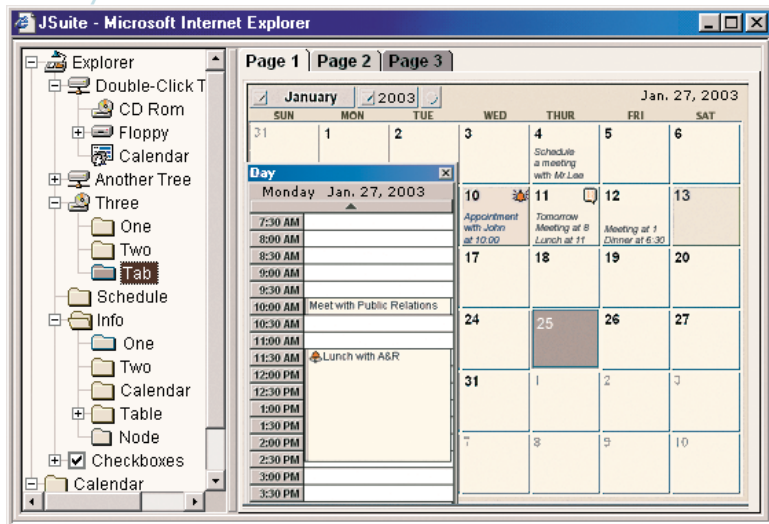 JSuite - Microsoft Internet Explorer
Explorer
Double-Click T
CD Rom
Floppy
Calendar
Another Tree
Three
One
Two
Tab
Schedule
Info
One
Two
Calendar
Table
Node
Checkboxes
Calendar
Page 1 Page 2 Page 3
January 2003 Jan. 27, 2003
SUN MON TUE WED THUR FRI SAT
31 1 2 3 4 5 6
Schedule
a meeting
with Mr Lee
Day
Monday Jan. 27, 2003
7:30 AM
8:00 AM
8:30 AM
9:00 AM
9:30 AM
10:00 AM Meet with Public Relations
10:30 AM
11:00 AM
11:30 AM Lunch with A&R
12:00 PM
12:30 PM
1:00 PM
1:30 PM
2:00 PM
2:30 PM
3:00 PM
3:30 PM
10 11 12 13
Appointment
with John
at 10:00
Tomorrow
Meeting at 8
Lunch at 11
Meeting at 1
Dinner at 6:30
17 18 19 20
24 25 26 27
31 1 2 3
7 8 9 10